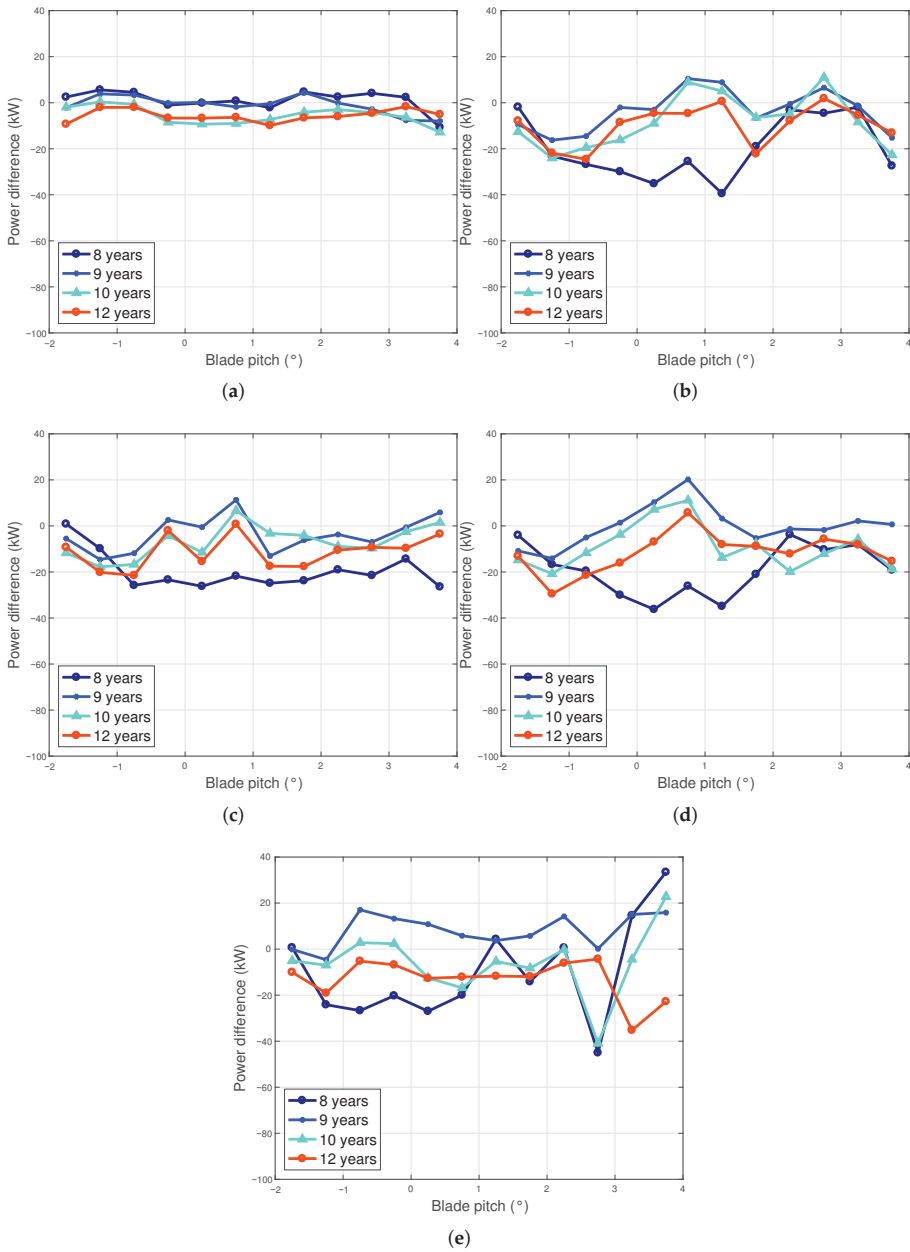 40
20
0
−20
−40
−60
−80
−100
Power difference (kW)
8 years
9 years
10 years
12 years
−2 −1 0 1 2 3 4
Blade pitch (°)
(a)
40
20
0
−20
−40
−60
−80
−100
Power difference (kW)
8 years
9 years
10 years
12 years
−2 −1 0 1 2 3 4
Blade pitch (°)
(b)
40
20
0
−20
−40
−60
−80
−100
Power difference (kW)
8 years
9 years
10 years
12 years
−2 −1 0 1 2 3 4
Blade pitch (°)
(c)
40
20
0
−20
−40
−60
−80
−100
Power difference (kW)
8 years
9 years
10 years
12 years
−2 −1 0 1 2 3 4
Blade pitch (°)
(d)
40
20
0
−20
−40
−60
−80
−100
Power difference (kW)
8 years
9 years
10 years
12 years
−2 −1 0 1 2 3 4
Blade pitch (°)
(e)